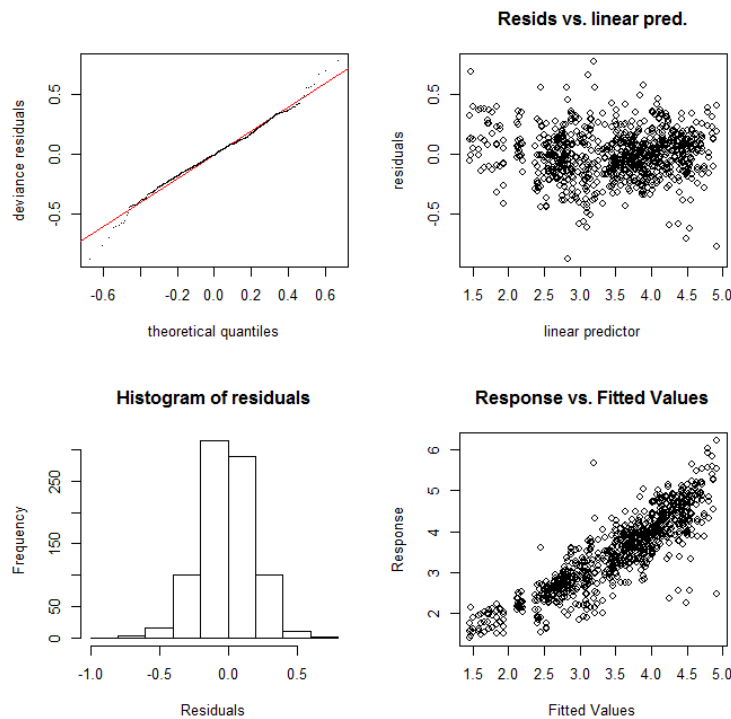 Resids vs. linear pred.
deviance residuals
0.5
0.0
-0.5
-0.6
-0.2
0.0
0.2
0.4
0.6
theoretical quantiles
residuals
0.5
0.0
-0.5
1.5 2.0 2.5 3.0 3.5 4.0 4.5 5.0
linear predictor
Histogram of residuals
Frequency
250
150
50
0
-1.0 -0.5 0.0 0.5
Residuals
Response vs. Fitted Values
Response
6
5
4
3
2
1.5 2.0 2.5 3.0 3.5 4.0 4.5 5.0
Fitted Values